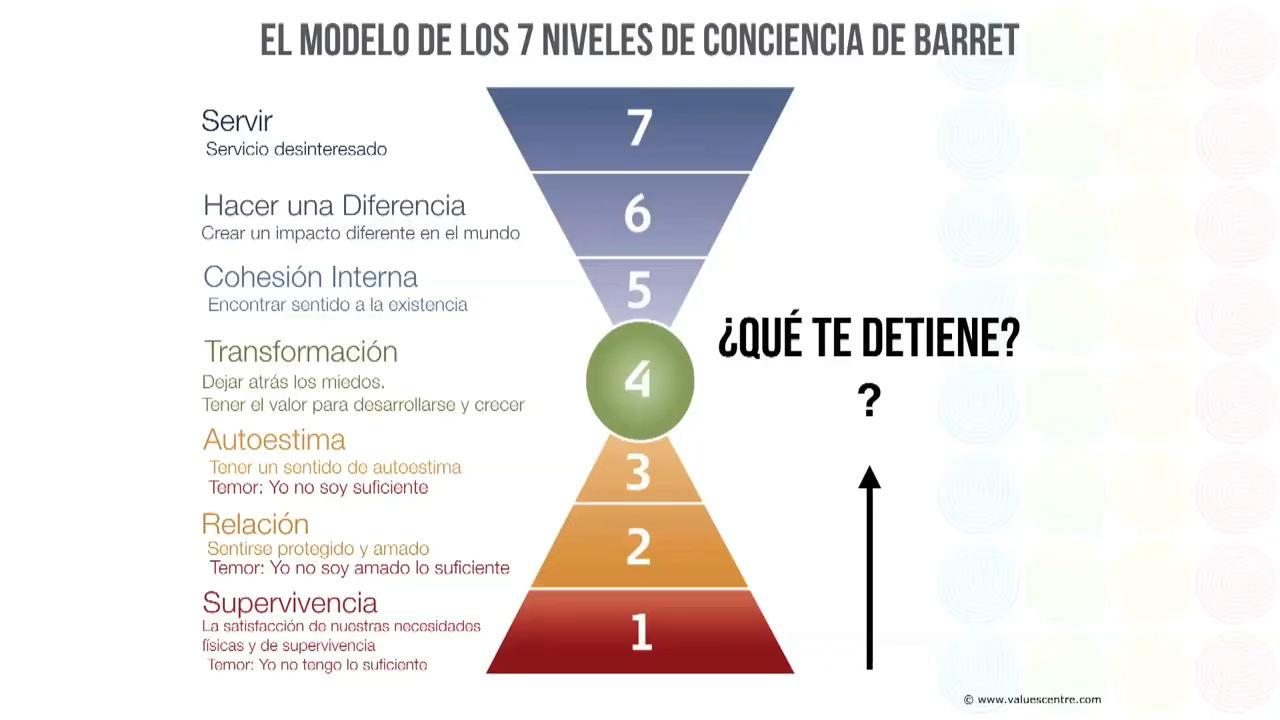 EL MODELO DE LOS 7 NIVELES DE CONCIENCIA DE BARRET
Servir
Servicio desinteresado
7
Hacer una Diferencia
Crear un impacto diferente en el mundo
6
Cohesión Interna
Encontrar sentido a la existencia
5
¿QUÉ TE DETIENE?
?
Transformación
Dejar atrás los miedos.
Tener el valor para desarrollarse y crecer
4
Autoestima
Tener un sentido de autoestima
Temor: Yo no soy suficiente
3
Relación
Sentirse protegido y amado
Temor: Yo no soy amado lo suficiente
2
Supervivencia
La satisfacción de nuestras necesidades
físicas y de supervivencia
Temor: Yo no tengo lo suficiente
1
© www.valuescentre.com